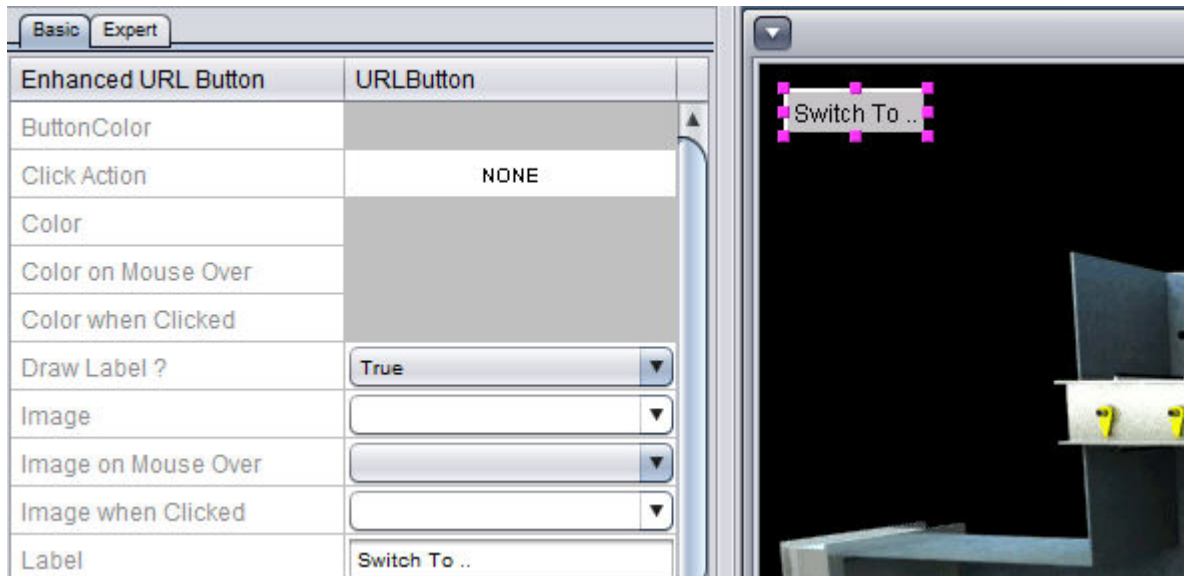 Basic Expert
Enhanced URL Button URLButton
ButtonColor
Click Action NONE
Color
Color on Mouse Over
Color when Clicked
Draw Label ? True
Image
Image on Mouse Over
Image when Clicked
Label Switch To ..
Switch To ..